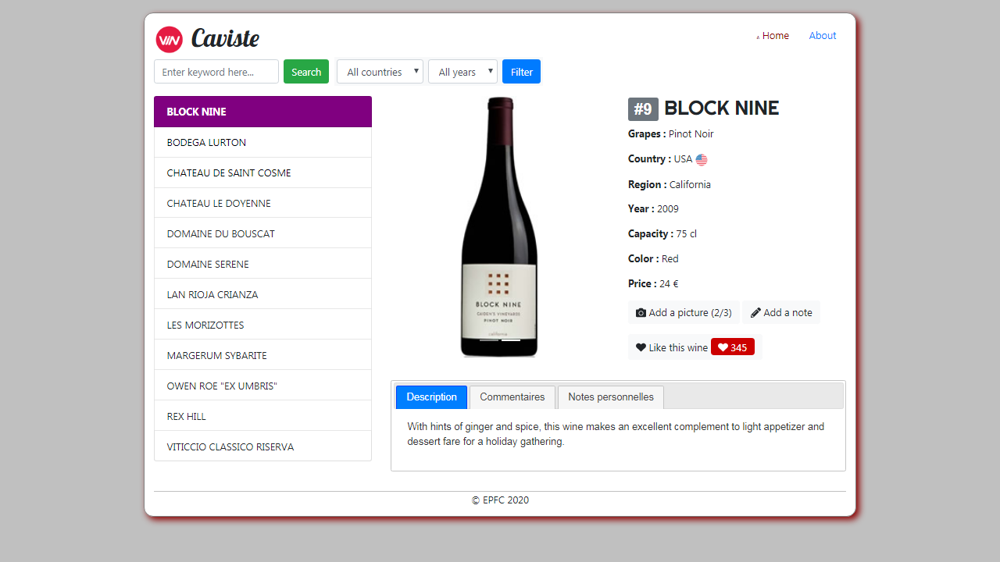 VIN Caviste
Home About
Enter keyword here... Search All countries All years Filter
BLOCK NINE
BODEGA LURTON
CHATEAU DE SAINT COSME
CHATEAU LE DOYENNE
DOMAINE DU BOUSCAT
DOMAINE SERENE
LAN RIOJA CRIANZA
LES MORIZOTTES
MARGERUM SYBARITE
OWEN ROE "EX UMBRIS"
REX HILL
VITICCIO CLASSICO RISERVA
BLOCK NINE
CAIDEN'S VINEYARDS
PINOT NOIR
california
#9 BLOCK NINE
Grapes : Pinot Noir
Country : USA
Region : California
Year : 2009
Capacity : 75 cl
Color : Red
Price : 24 €
Add a picture (2/3) Add a note
Like this wine 345
Description Commentaires Notes personnelles
With hints of ginger and spice, this wine makes an excellent complement to light appetizer and
dessert fare for a holiday gathering.
© EPFC 2020